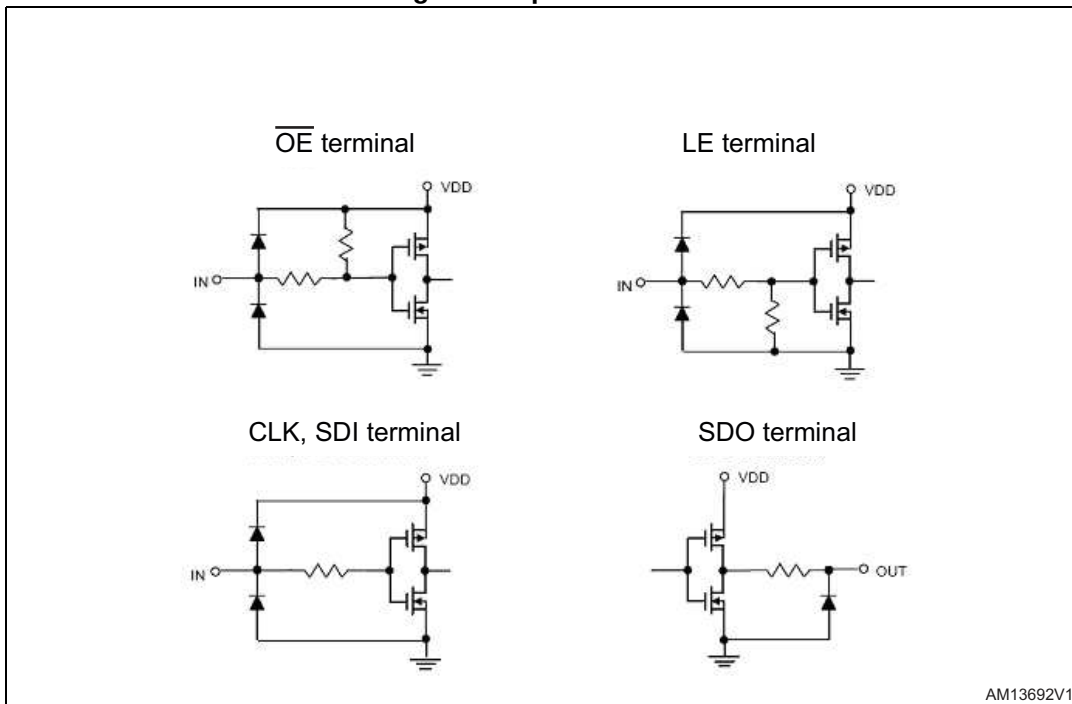 OE terminal
LE terminal
VDD
IN
VDD
IN
CLK, SDI terminal
SDO terminal
VDD
IN
VDD
OUT
AM13692V1